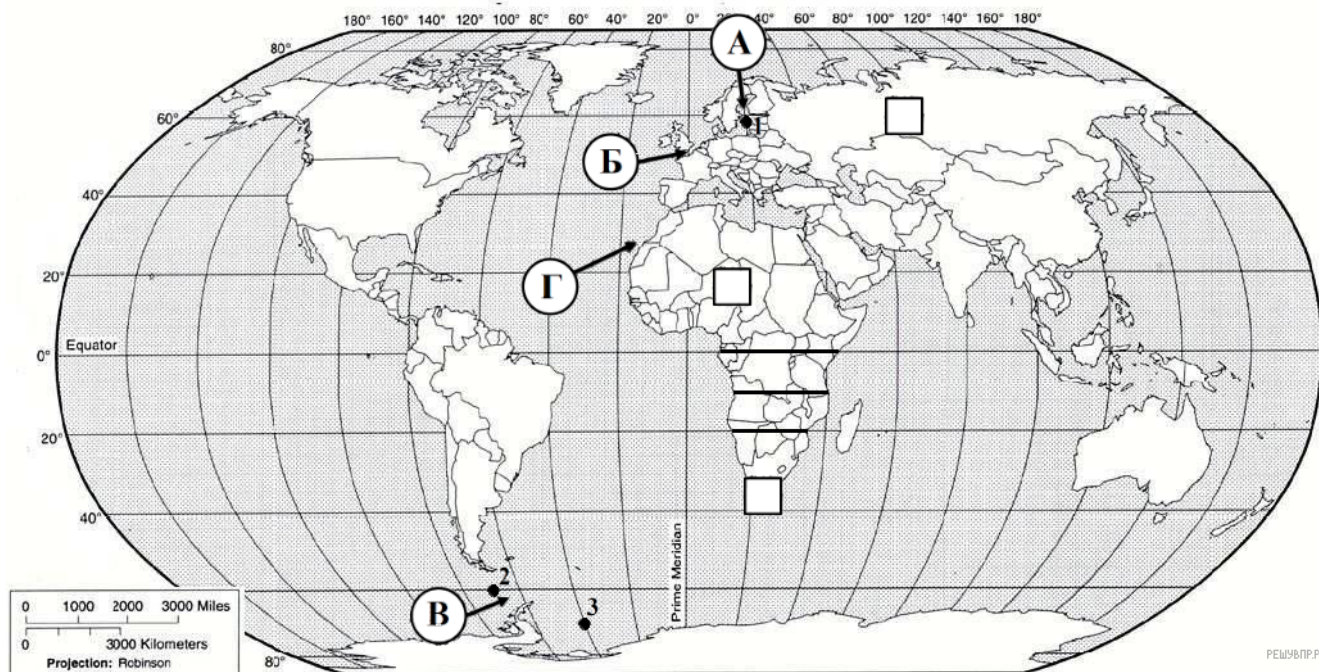 180° 160° 140° 120° 100° 80° 60° 40° 20° 0° 20° 40° 60° 80° 100° 120° 140° 160° 180°
80°
А
60°
1
Б
40°
Г
20°
Equator
0°
20°
40°
Prime Meridian
2
В
3
0 1000 2000 3000 Miles
0 3000 Kilometers
Projection: Robinson
80°
РЕШУВПР.Р